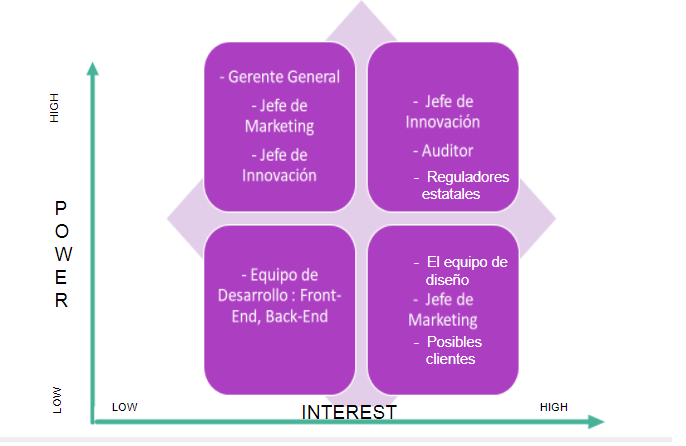 HIGH
POWER
LOW
- Gerente General
- Jefe de
Marketing
- Jefe de
Innovación
- Jefe de
Innovación
- Auditor
- Reguladores
estatales
- Equipo de
Desarrollo : Front-
End, Back-End
- El equipo de
diseño
- Jefe de
Marketing
- Posibles
clientes
LOW
INTEREST
HIGH